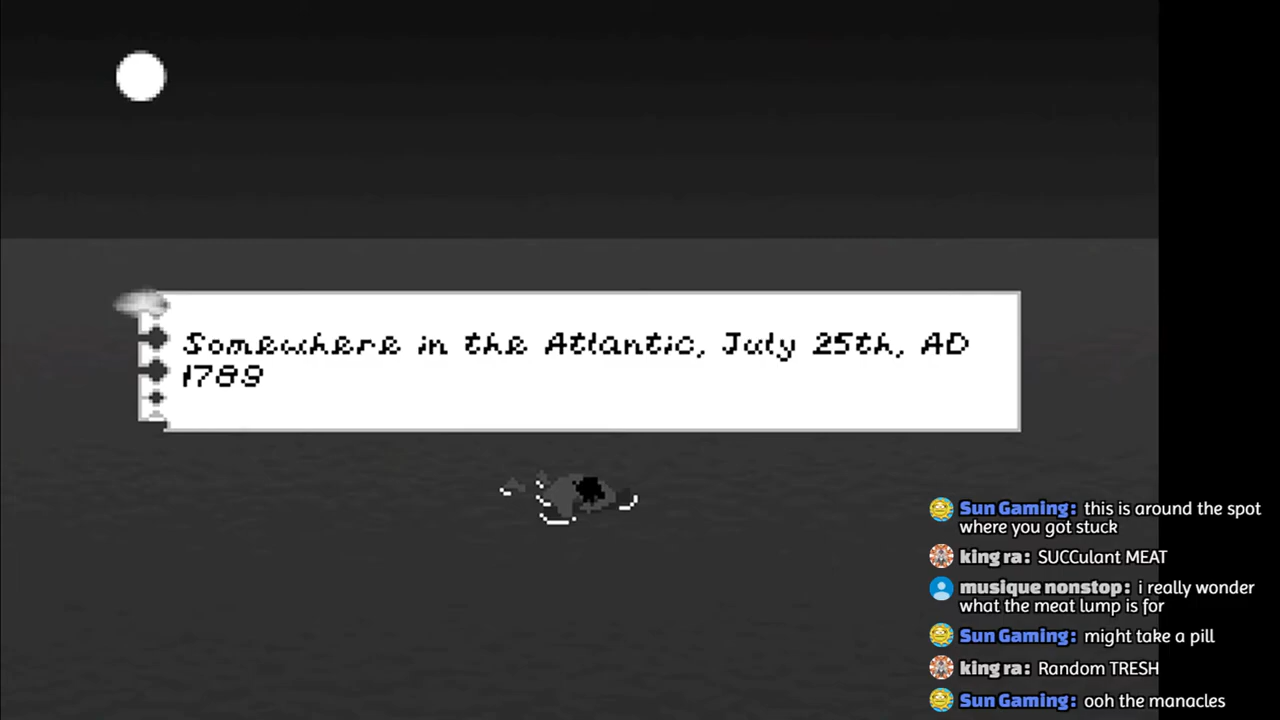 Somewhere in the Atlantic, July 25th, AD
1789
Sun Gaming: this is around the spot
where you got stuck
king ra: SUCCulant MEAT
musique nonstop: i really wonder
what the meat lump is for
Sun Gaming: might take a pill
king ra: Random TRESH
Sun Gaming: ooh the manacles